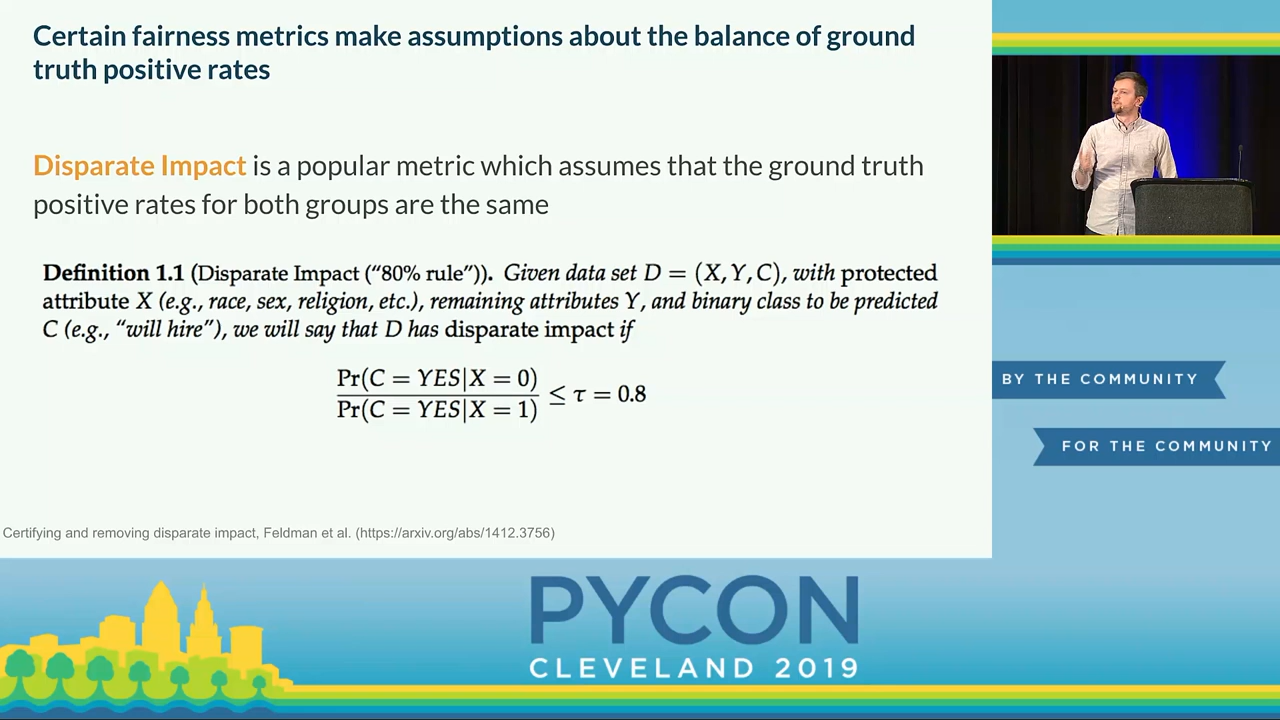 Certain fairness metrics make assumptions about the balance of ground
truth positive rates
Disparate Impact is a popular metric which assumes that the ground truth
positive rates for both groups are the same
Definition 1.1 (Disparate Impact (“80% rule”)). Given data set D = (X, Y, C), with protected
attribute X (e.g., race, sex, religion, etc.), remaining attributes Y, and binary class to be predicted
C (e.g., “will hire”), we will say that D has disparate impact if
Pr(C = YES|X = 0)
Pr(C = YES|X = 1)
≤ τ = 0.8
Certifying and removing disparate impact, Feldman et al. (https://arxiv.org/abs/1412.3756)
BY THE COMMUNITY
FOR THE COMMUNITY
PYCON
CLEVELAND 2019